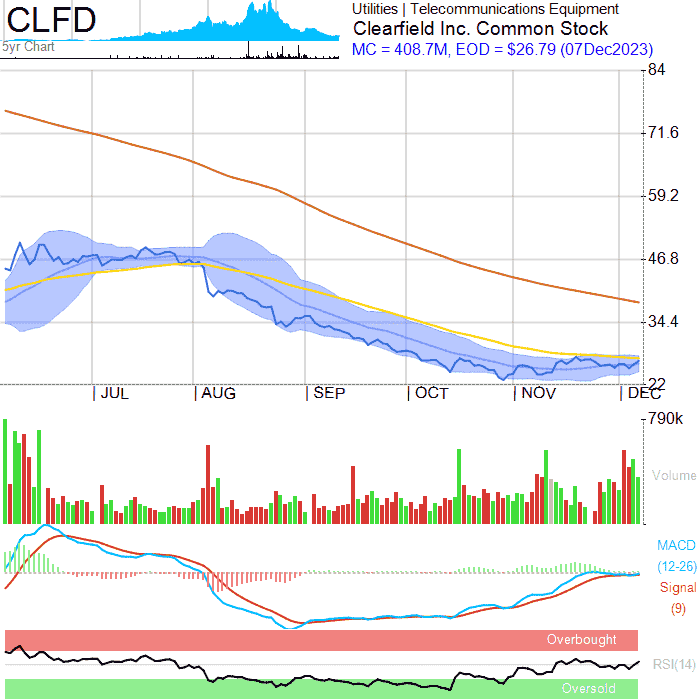 CLFD
5yr Chart
Utilities | Telecommunications Equipment
Clearfield Inc. Common Stock
MC = 408.7M, EOD = $26.79 (07Dec2023)
84
71.6
59.2
46.8
34.4
22
JUL AUG SEP OCT NOV DEC
790k
Volume
MACD
(12-26)
Signal
(9)
Overbought
RSI(14)
Oversold